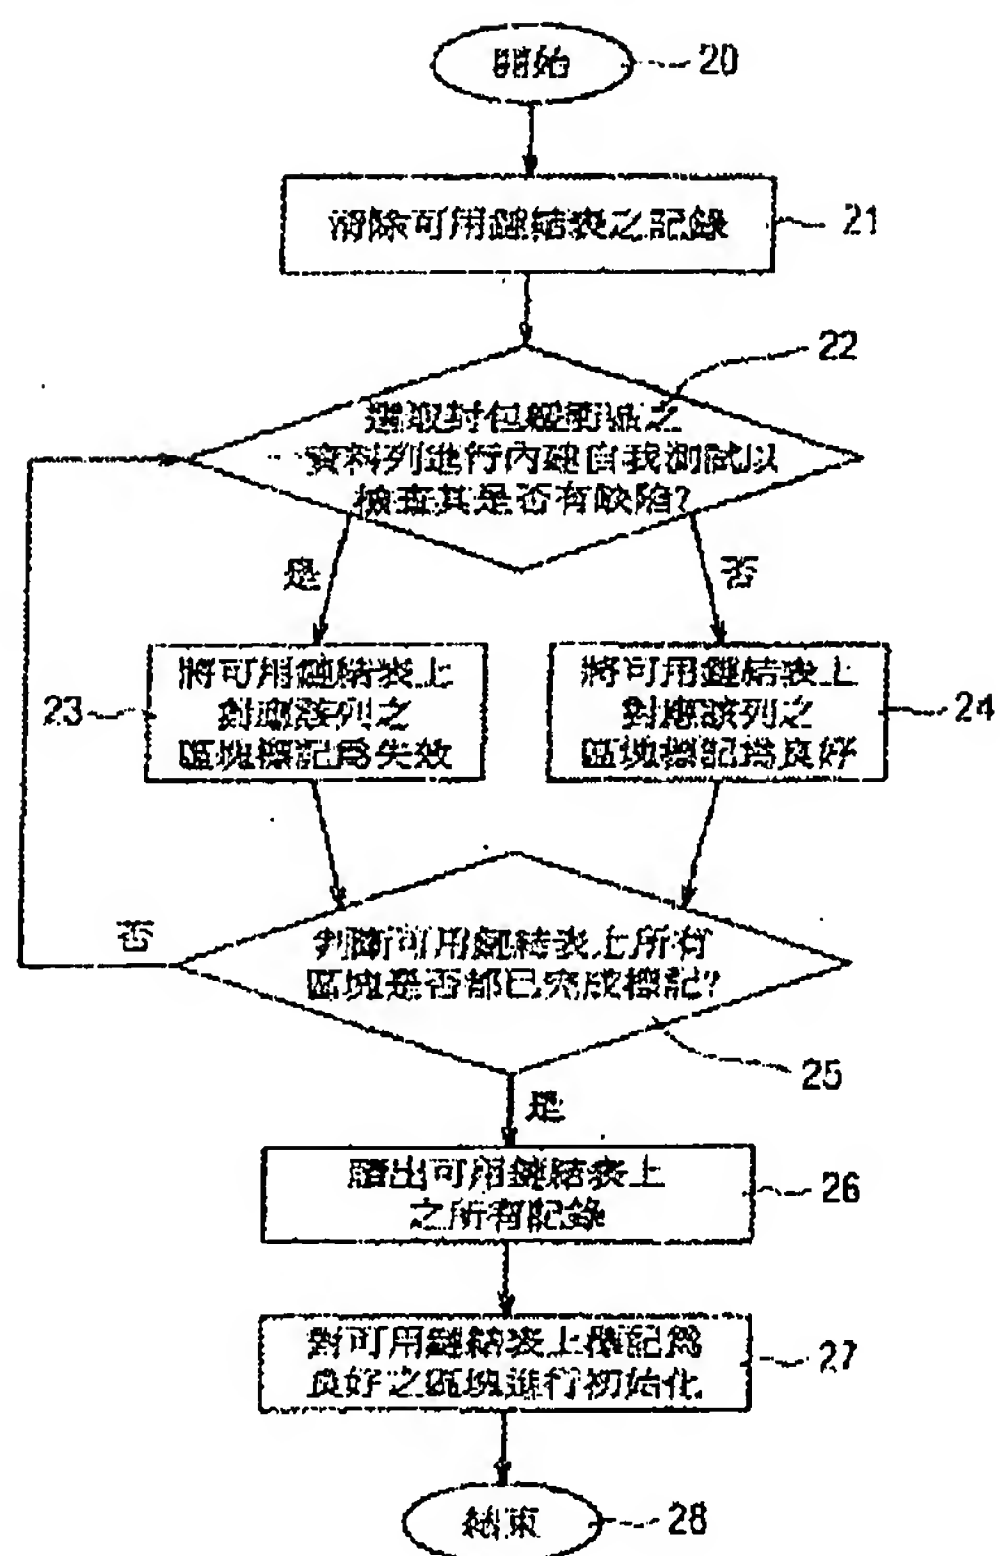 開始
20
清除可用鏈結表之記錄
21
22
選取封包緩衝區之
資料列進行內建自我測試以
檢查其是否有缺陷?
是
否
將可用鏈結表上
對應該列之
區塊標記為失效
23
將可用鏈結表上
對應該列之
區塊標記為良好
24
判斷可用鏈結表上所有
區塊是否都已完成標記?
否
25
是
讀出可用鏈結表上
之所有記錄
26
對可用鏈結表上標記為
良好之區塊進行初始化
27
結束
28